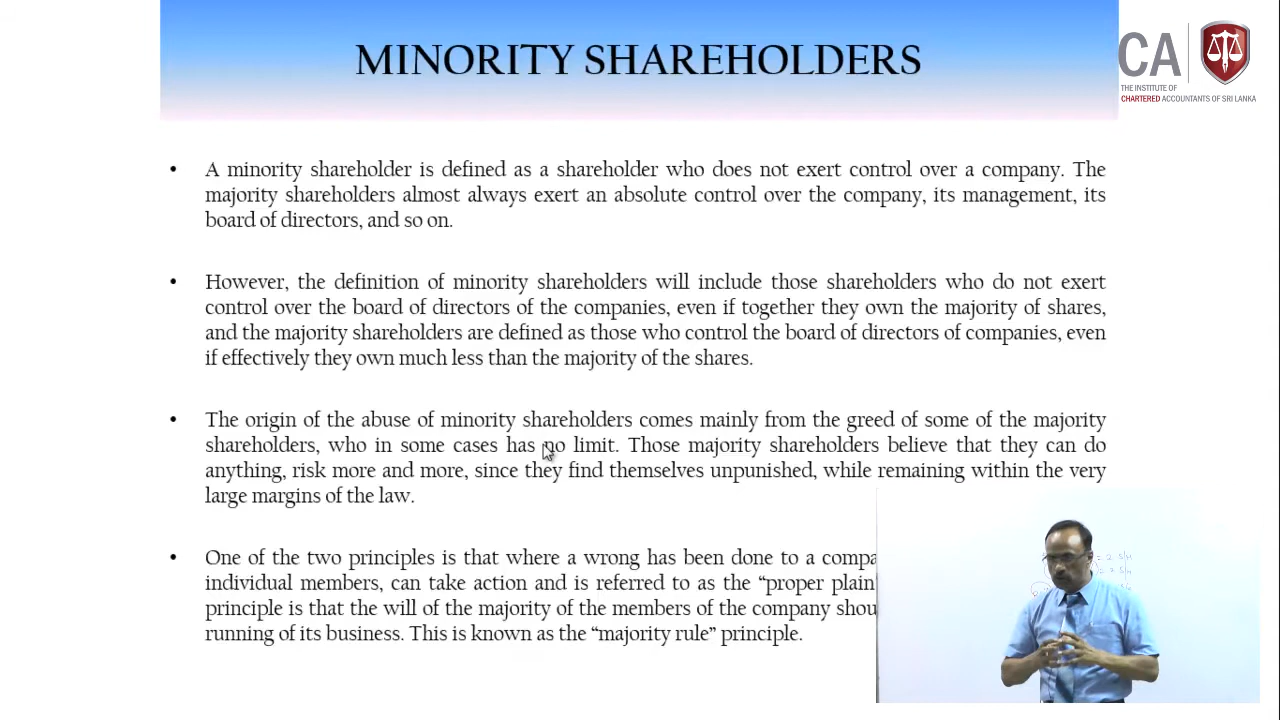 MINORITY SHAREHOLDERS
CA
THE INSTITUTE OF
CHARTERED ACCOUNTANTS OF SRI LANKA
• A minority shareholder is defined as a shareholder who does not exert control over a company. The
majority shareholders almost always exert an absolute control over the company, its management, its
board of directors, and so on.
• However, the definition of minority shareholders will include those shareholders who do not exert
control over the board of directors of the companies, even if together they own the majority of shares,
and the majority shareholders are defined as those who control the board of directors of companies, even
if effectively they own much less than the majority of the shares.
• The origin of the abuse of minority shareholders comes mainly from the greed of some of the majority
shareholders, who in some cases has no limit. Those majority shareholders believe that they can do
anything, risk more and more, since they find themselves unpunished, while remaining within the very
large margins of the law.
• One of the two principles is that where a wrong has been done to a compa
individual members, can take action and is referred to as the “proper plain
principle is that the will of the majority of the members of the company shou
running of its business. This is known as the “majority rule” principle.